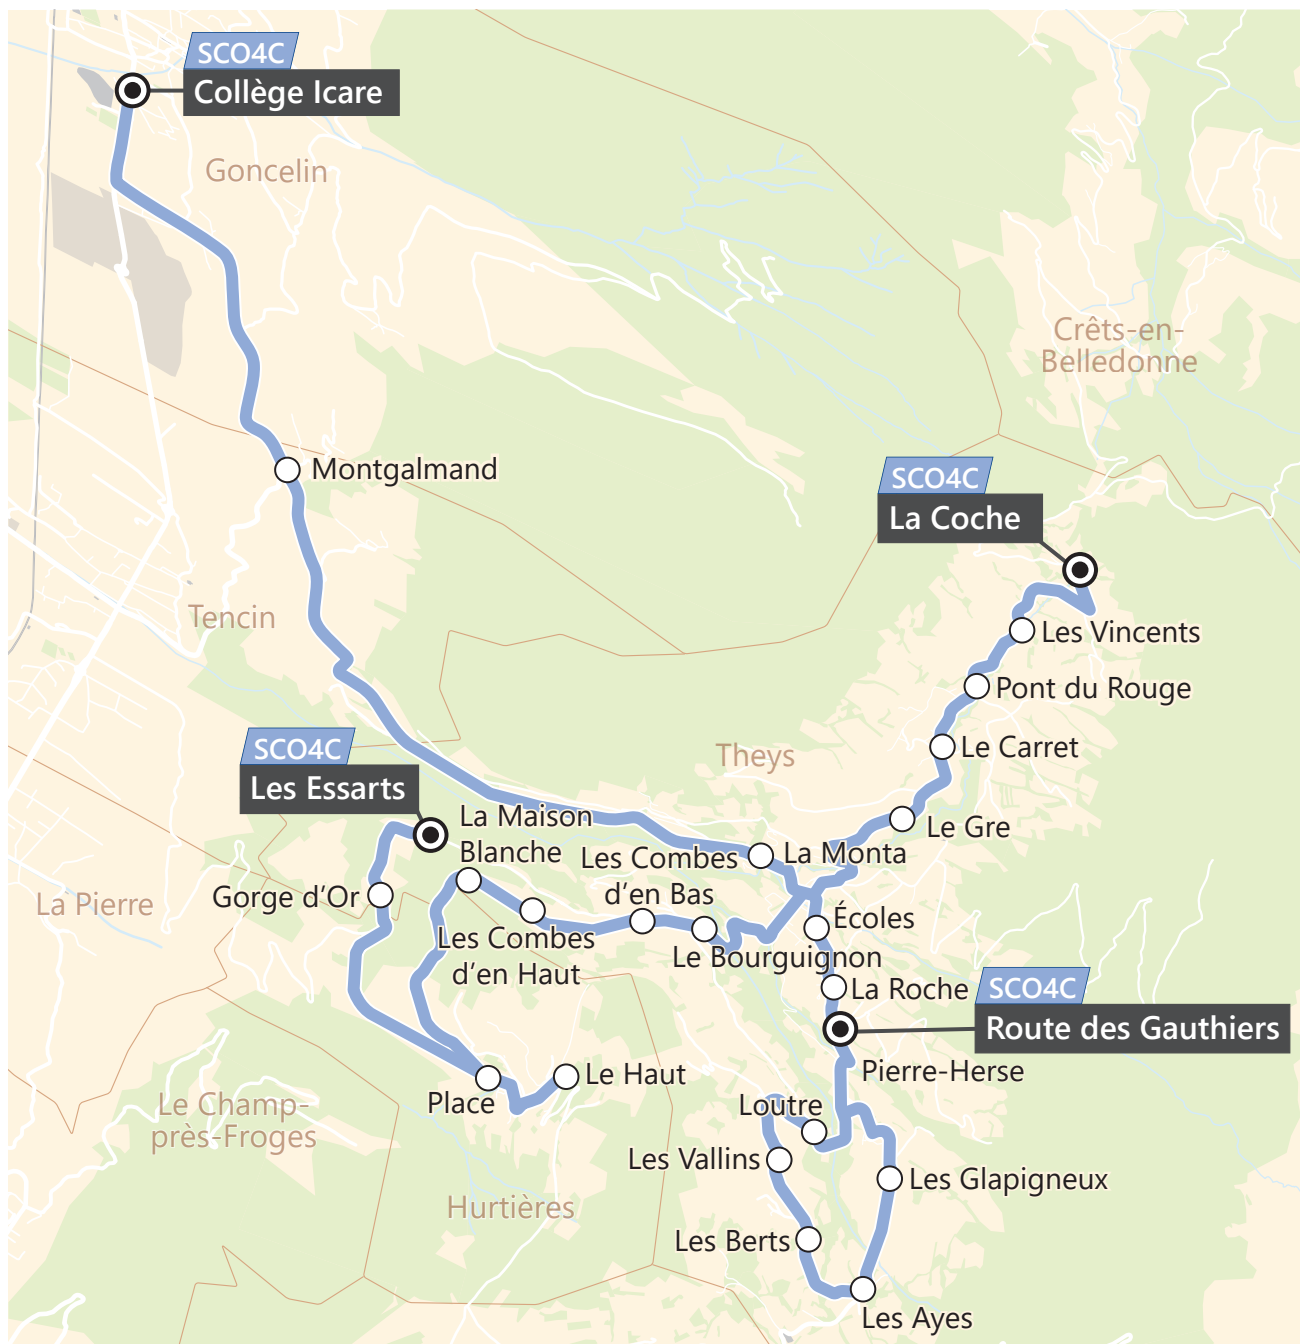 SCO4C
Collège Icare
Goncelin
Crêts-en-
Belledonne
Montgalmand
SCO4C
La Coche
Tencin
Les Vincents
Pont du Rouge
SCO4C
Les Essarts
Theys
Le Carret
La Maison
Blanche
Le Gre
Les Combes
d'en Bas
La Monta
La Pierre
Gorge d'Or
Écoles
Les Combes
d'en Haut
Le Bourguignon
La Roche
SCO4C
Route des Gauthiers
Pierre-Herse
Le Haut
Place
Le Champ-
près-Froges
Loutre
Les Vallins
Les Glapigneux
Hurtières
Les Berts
Les Ayes